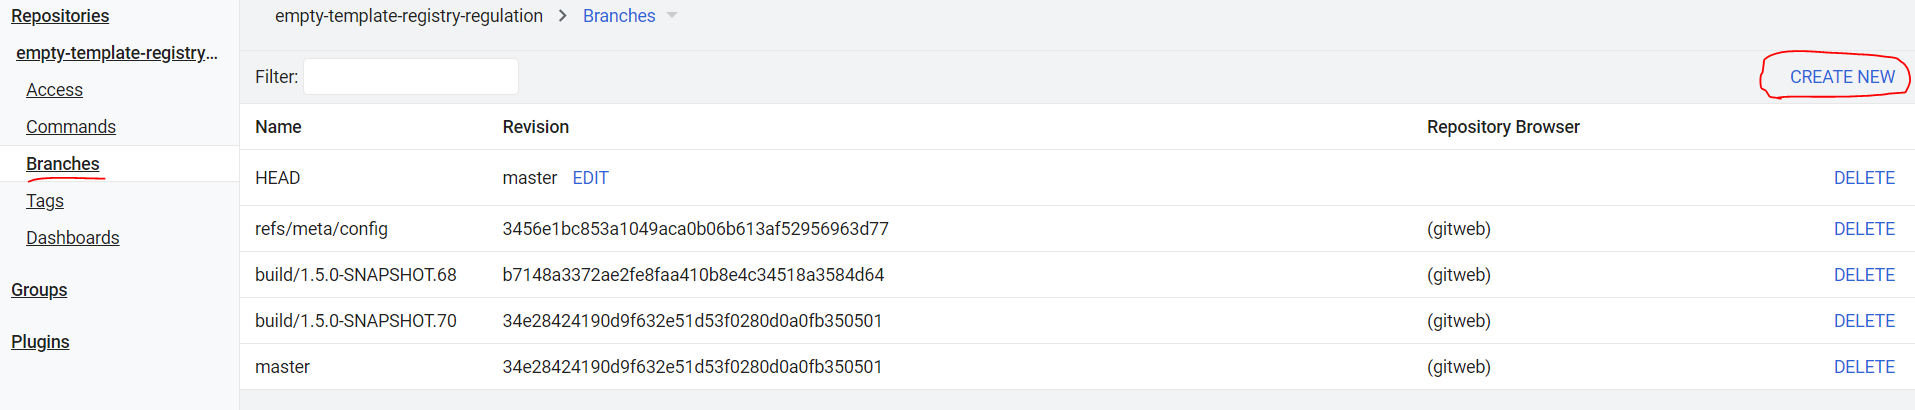 Repositories
empty-template-registry...
Access
Commands
Branches
Tags
Dashboards
Groups
Plugins
empty-template-registry-regulation > Branches
Filter:
CREATE NEW
Name Revision Repository Browser
HEAD master EDIT DELETE
refs/meta/config 3456e1bc853a1049aca0b06b613af52956963d77 (gitweb) DELETE
build/1.5.0-SNAPSHOT.68 b7148a3372ae2fe8faa410b8e4c34518a3584d64 (gitweb) DELETE
build/1.5.0-SNAPSHOT.70 34e28424190d9f632e51d53f0280d0a0fb350501 (gitweb) DELETE
master 34e28424190d9f632e51d53f0280d0a0fb350501 (gitweb) DELETE